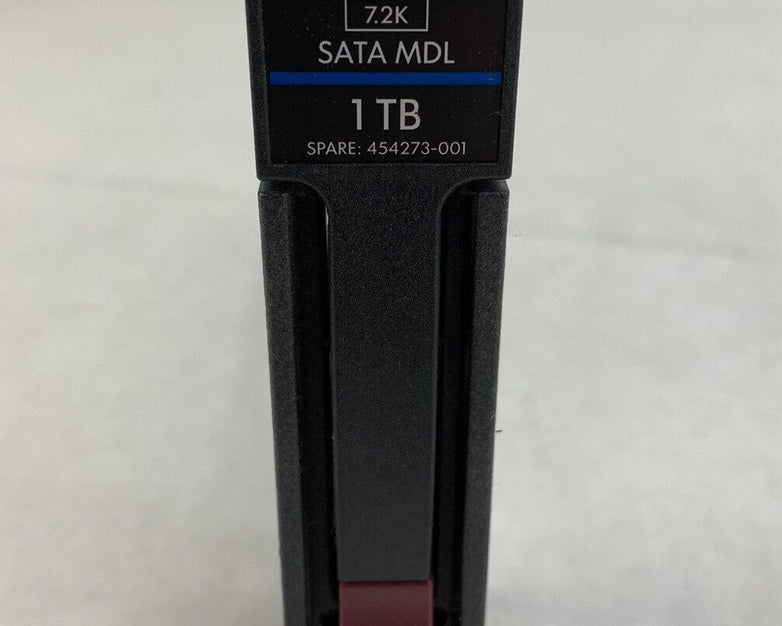 7.2K
SATA MDL
1 TB
SPARE: 454273-001